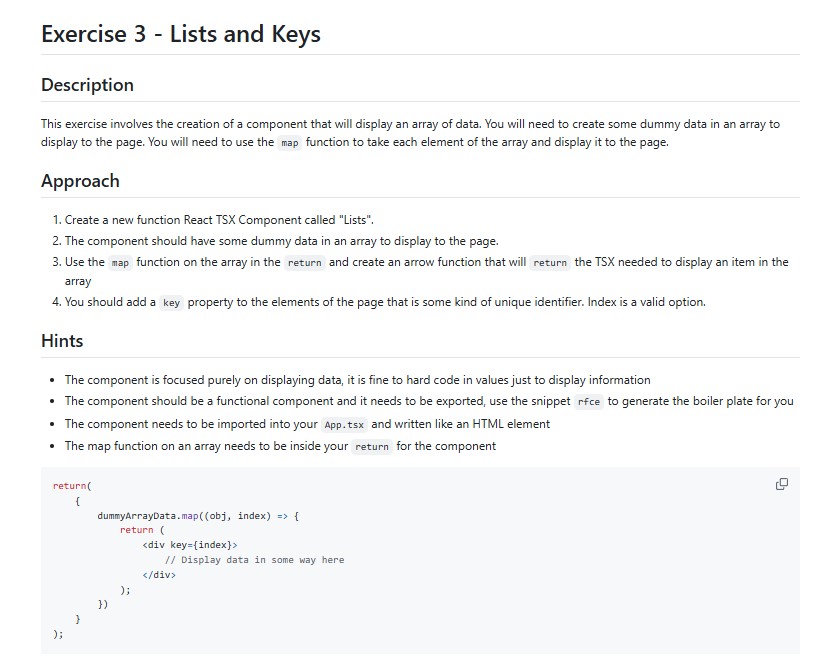 Exercise 3 - Lists and Keys
Description
This exercise involves the creation of a component that will display an array of data. You will need to create some dummy data in an array to
display to the page. You will need to use the map function to take each element of the array and display it to the page.
Approach
1. Create a new function React TSX Component called "Lists".
2. The component should have some dummy data in an array to display to the page.
3. Use the map function on the array in the return and create an arrow function that will return the TSX needed to display an item in the
array
4. You should add a key property to the elements of the page that is some kind of unique identifier. Index is a valid option.
Hints
• The component is focused purely on displaying data, it is fine to hard code in values just to display information
• The component should be a functional component and it needs to be exported, use the snippet rfce to generate the boiler plate for you
• The component needs to be imported into your App.tsx and written like an HTML element
• The map function on an array needs to be inside your return for the component
return(
    {
        dummyArrayData.map((obj, index) => {
            return (
                <div key={index}>
                    // Display data in some way here
                </div>
            );
        })
    }
);